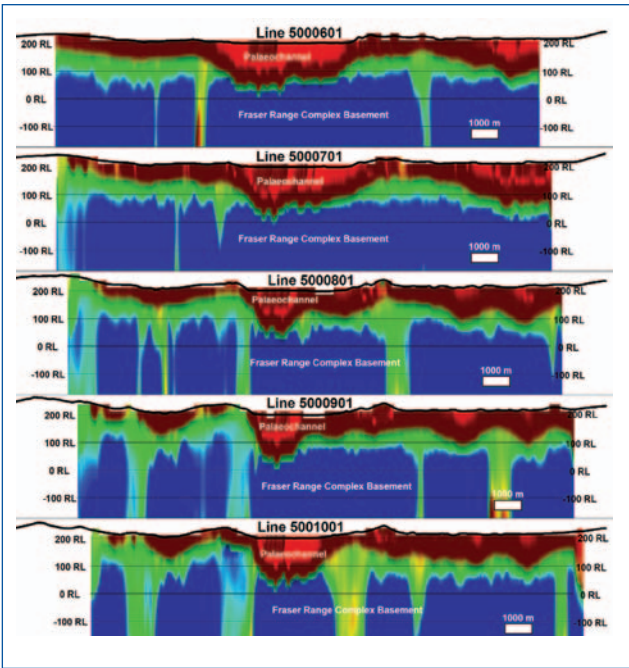 Line 5000601
200 RL
200 RL
Palaeochannel
100 RL
100 RL
0 RL
0 RL
Fraser Range Complex Basement
-100 RL
-100 RL
1000 m
Line 5000701
200 RL
200 RL
Palaeochannel
100 RL
100 RL
0 RL
0 RL
Fraser Range Complex Basement
-100 RL
-100 RL
1000 m
Line 5000801
200 RL
200 RL
Palaeochannel
100 RL
100 RL
0 RL
0 RL
Fraser Range Complex Basement
-100 RL
-100 RL
1000 m
Line 5000901
200 RL
200 RL
Palaeochannel
100 RL
100 RL
0 RL
0 RL
Fraser Range Complex Basement
-100 RL
-100 RL
1000 m
Line 5001001
200 RL
200 RL
Palaeochannel
100 RL
100 RL
0 RL
0 RL
Fraser Range Complex Basement
-100 RL
-100 RL
1000 m